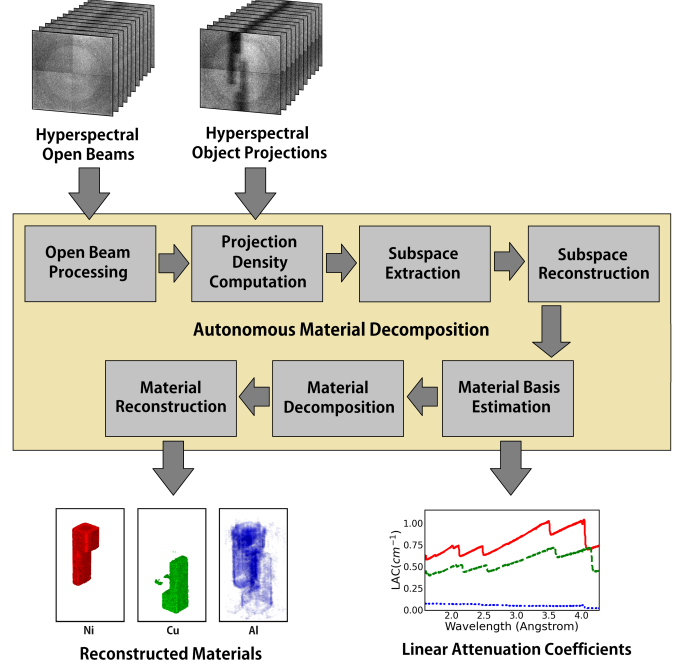 Hyperspectral
Open Beams
Hyperspectral
Object Projections
Open Beam
Processing
Projection
Density
Computation
Subspace
Extraction
Subspace
Reconstruction
Autonomous Material Decomposition
Material
Reconstruction
Material
Decomposition
Material Basis
Estimation
Ni
Cu
Al
Reconstructed Materials
LAC(cm⁻¹)
1.00
0.75
0.50
0.25
0.00
2.0 2.5 3.0 3.5 4.0
Wavelength (Angstrom)
Linear Attenuation Coefficients